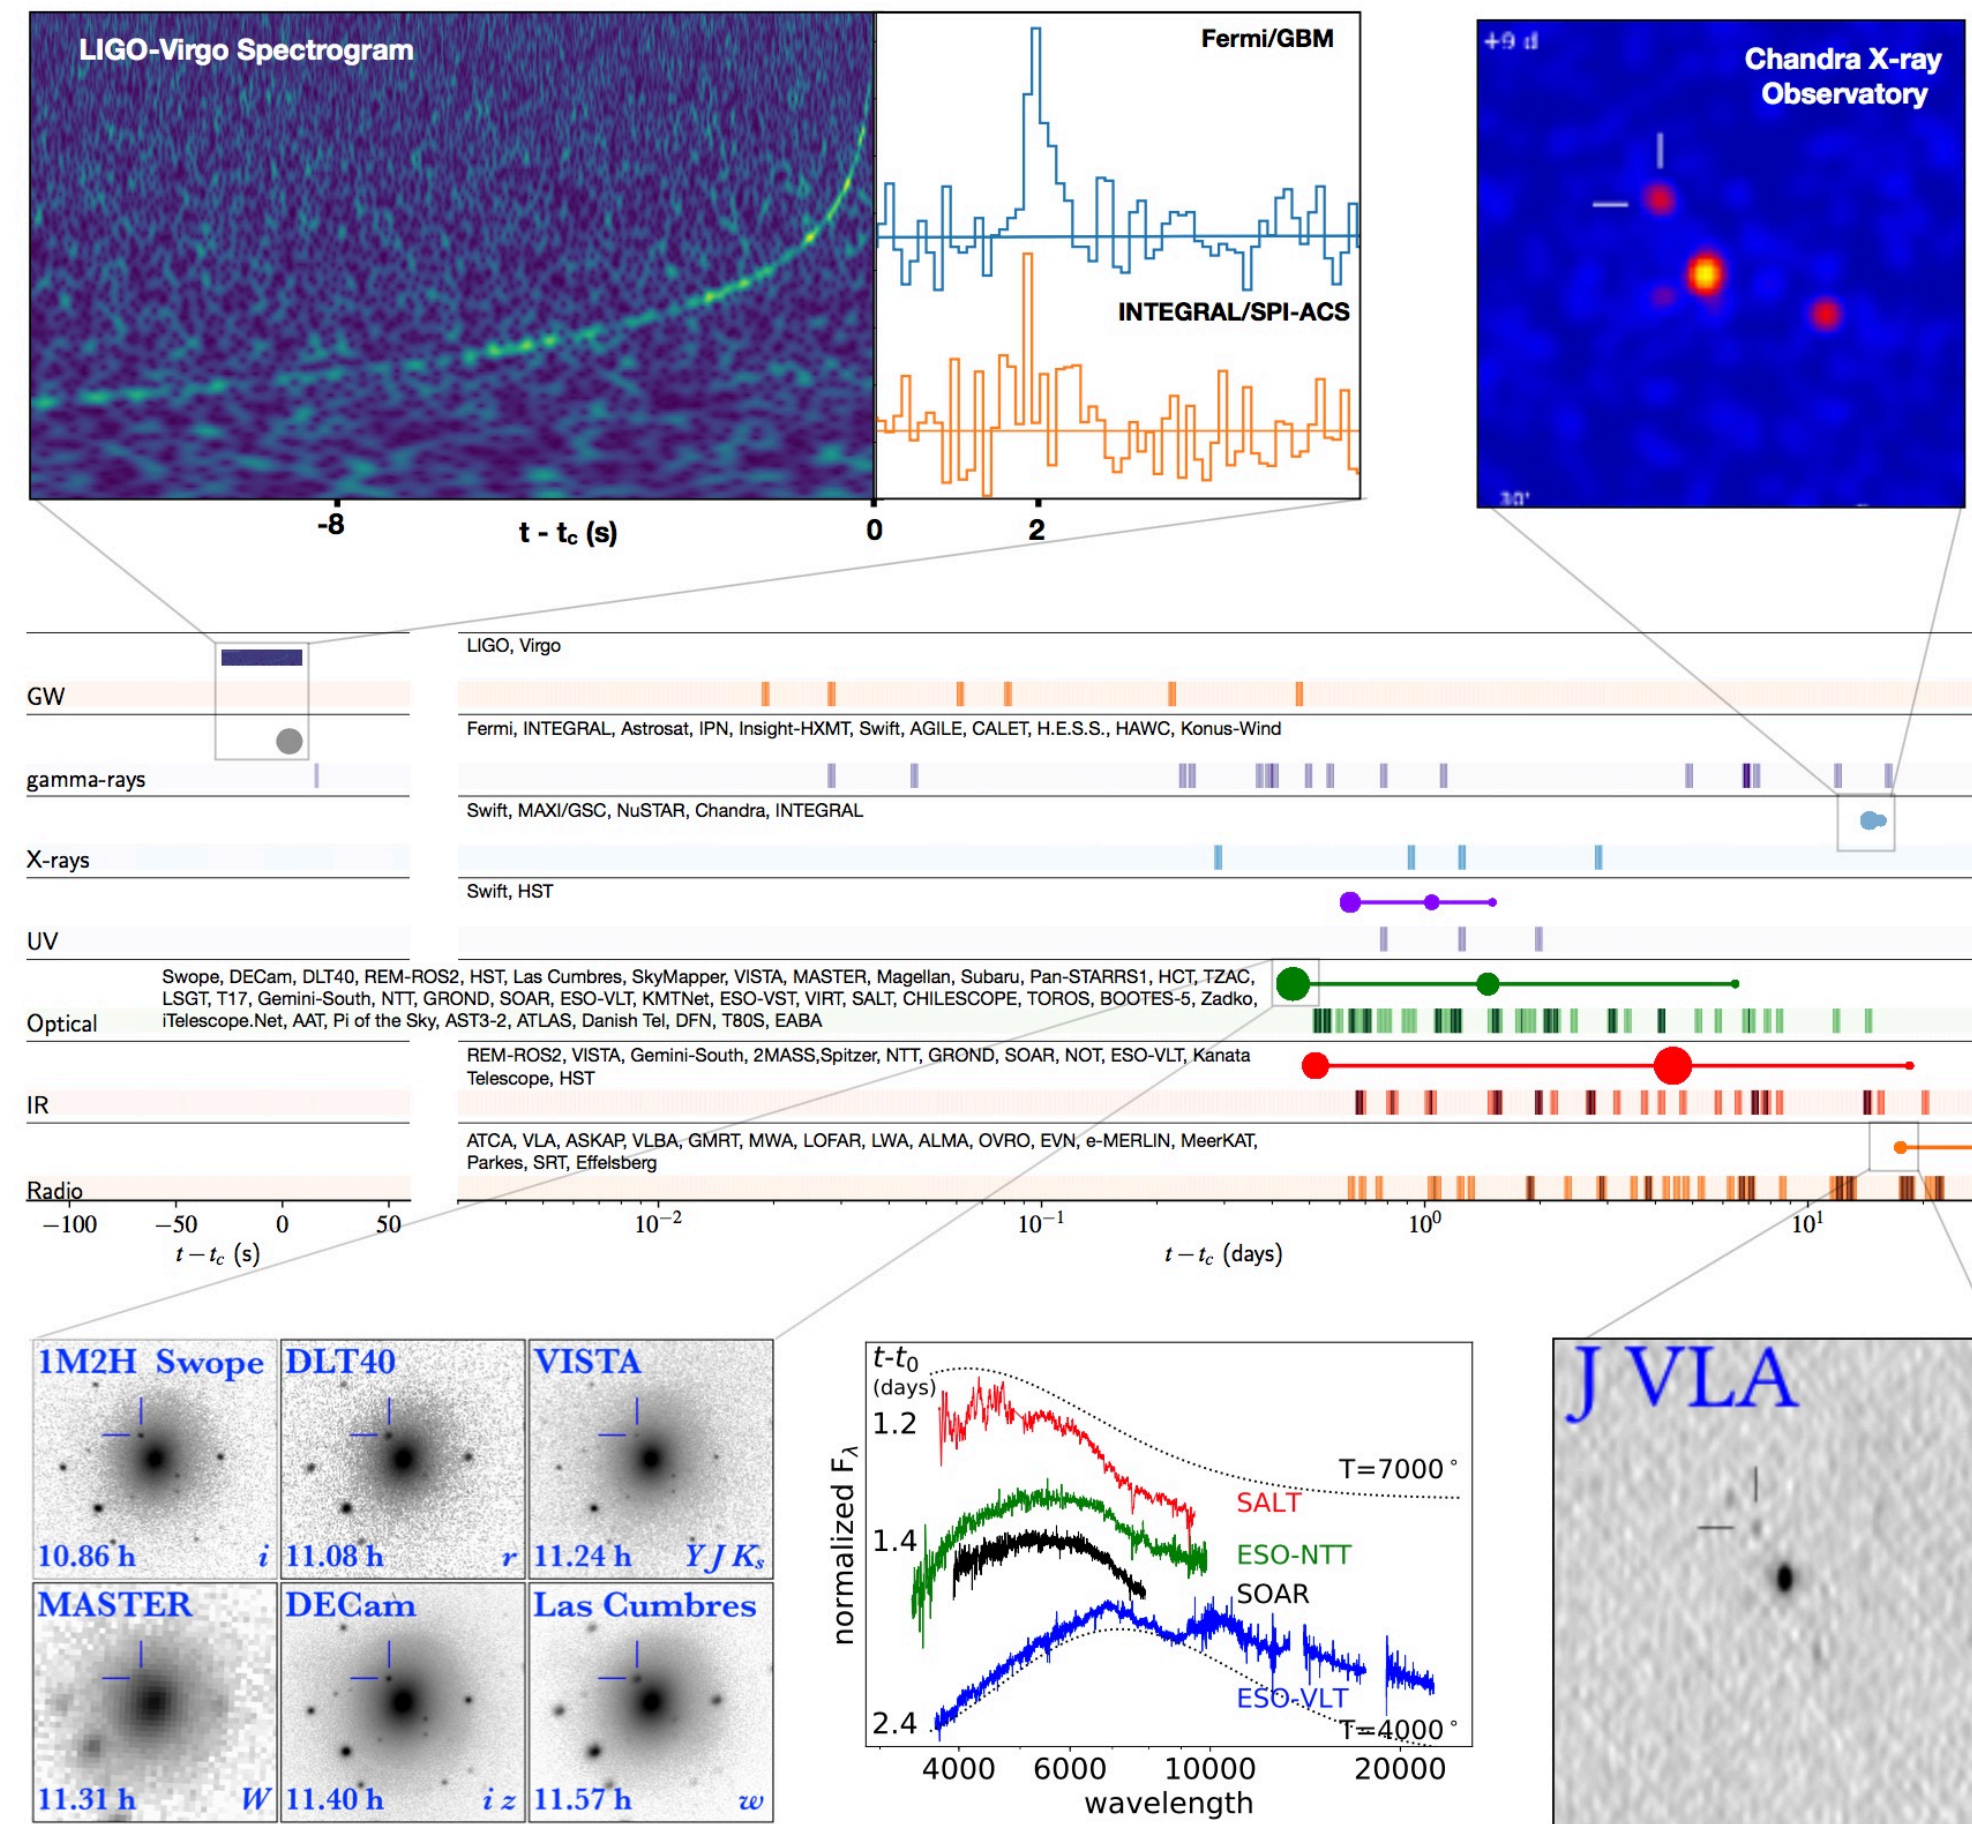 LIGO-Virgo Spectrogram
Fermi/GBM
INTEGRAL/SPI-ACS
-8
t - tc (s)
0
2
+9 d
Chandra X-ray
Observatory
30'
LIGO, Virgo
GW
Fermi, INTEGRAL, Astrosat, IPN, Insight-HXMT, Swift, AGILE, CALET, H.E.S.S., HAWC, Konus-Wind
gamma-rays
Swift, MAXI/GSC, NuSTAR, Chandra, INTEGRAL
X-rays
Swift, HST
UV
Swope, DECam, DLT40, REM-ROS2, HST, Las Cumbres, SkyMapper, VISTA, MASTER, Magellan, Subaru, Pan-STARRS1, HCT, TZAC,
LSGT, T17, Gemini-South, NTT, GROND, SOAR, ESO-VLT, KMTNet, ESO-VST, VIRT, SALT, CHILESCOPE, TOROS, BOOTES-5, Zadko,
iTelescope.Net, AAT, Pi of the Sky, AST3-2, ATLAS, Danish Tel, DFN, T80S, EABA
Optical
REM-ROS2, VISTA, Gemini-South, 2MASS,Spitzer, NTT, GROND, SOAR, NOT, ESO-VLT, Kanata
Telescope, HST
IR
ATCA, VLA, ASKAP, VLBA, GMRT, MWA, LOFAR, LWA, ALMA, OVRO, EVN, e-MERLIN, MeerKAT,
Parkes, SRT, Effelsberg
Radio
−100 −50 0 50
t − tc (s)
10⁻² 10⁻¹ 10⁰ 10¹
t − tc (days)
1M2H Swope
10.86 h i
DLT40
11.08 h r
VISTA
11.24 h YJKs
MASTER
11.31 h W
DECam
11.40 h iz
Las Cumbres
11.57 h w
normalized Fλ
t-t0
(days)
1.2
1.4
2.4
T=7000°
SALT
ESO-NTT
SOAR
ESO-VLT
T=4000°
4000 6000 10000 20000
wavelength
J VLA